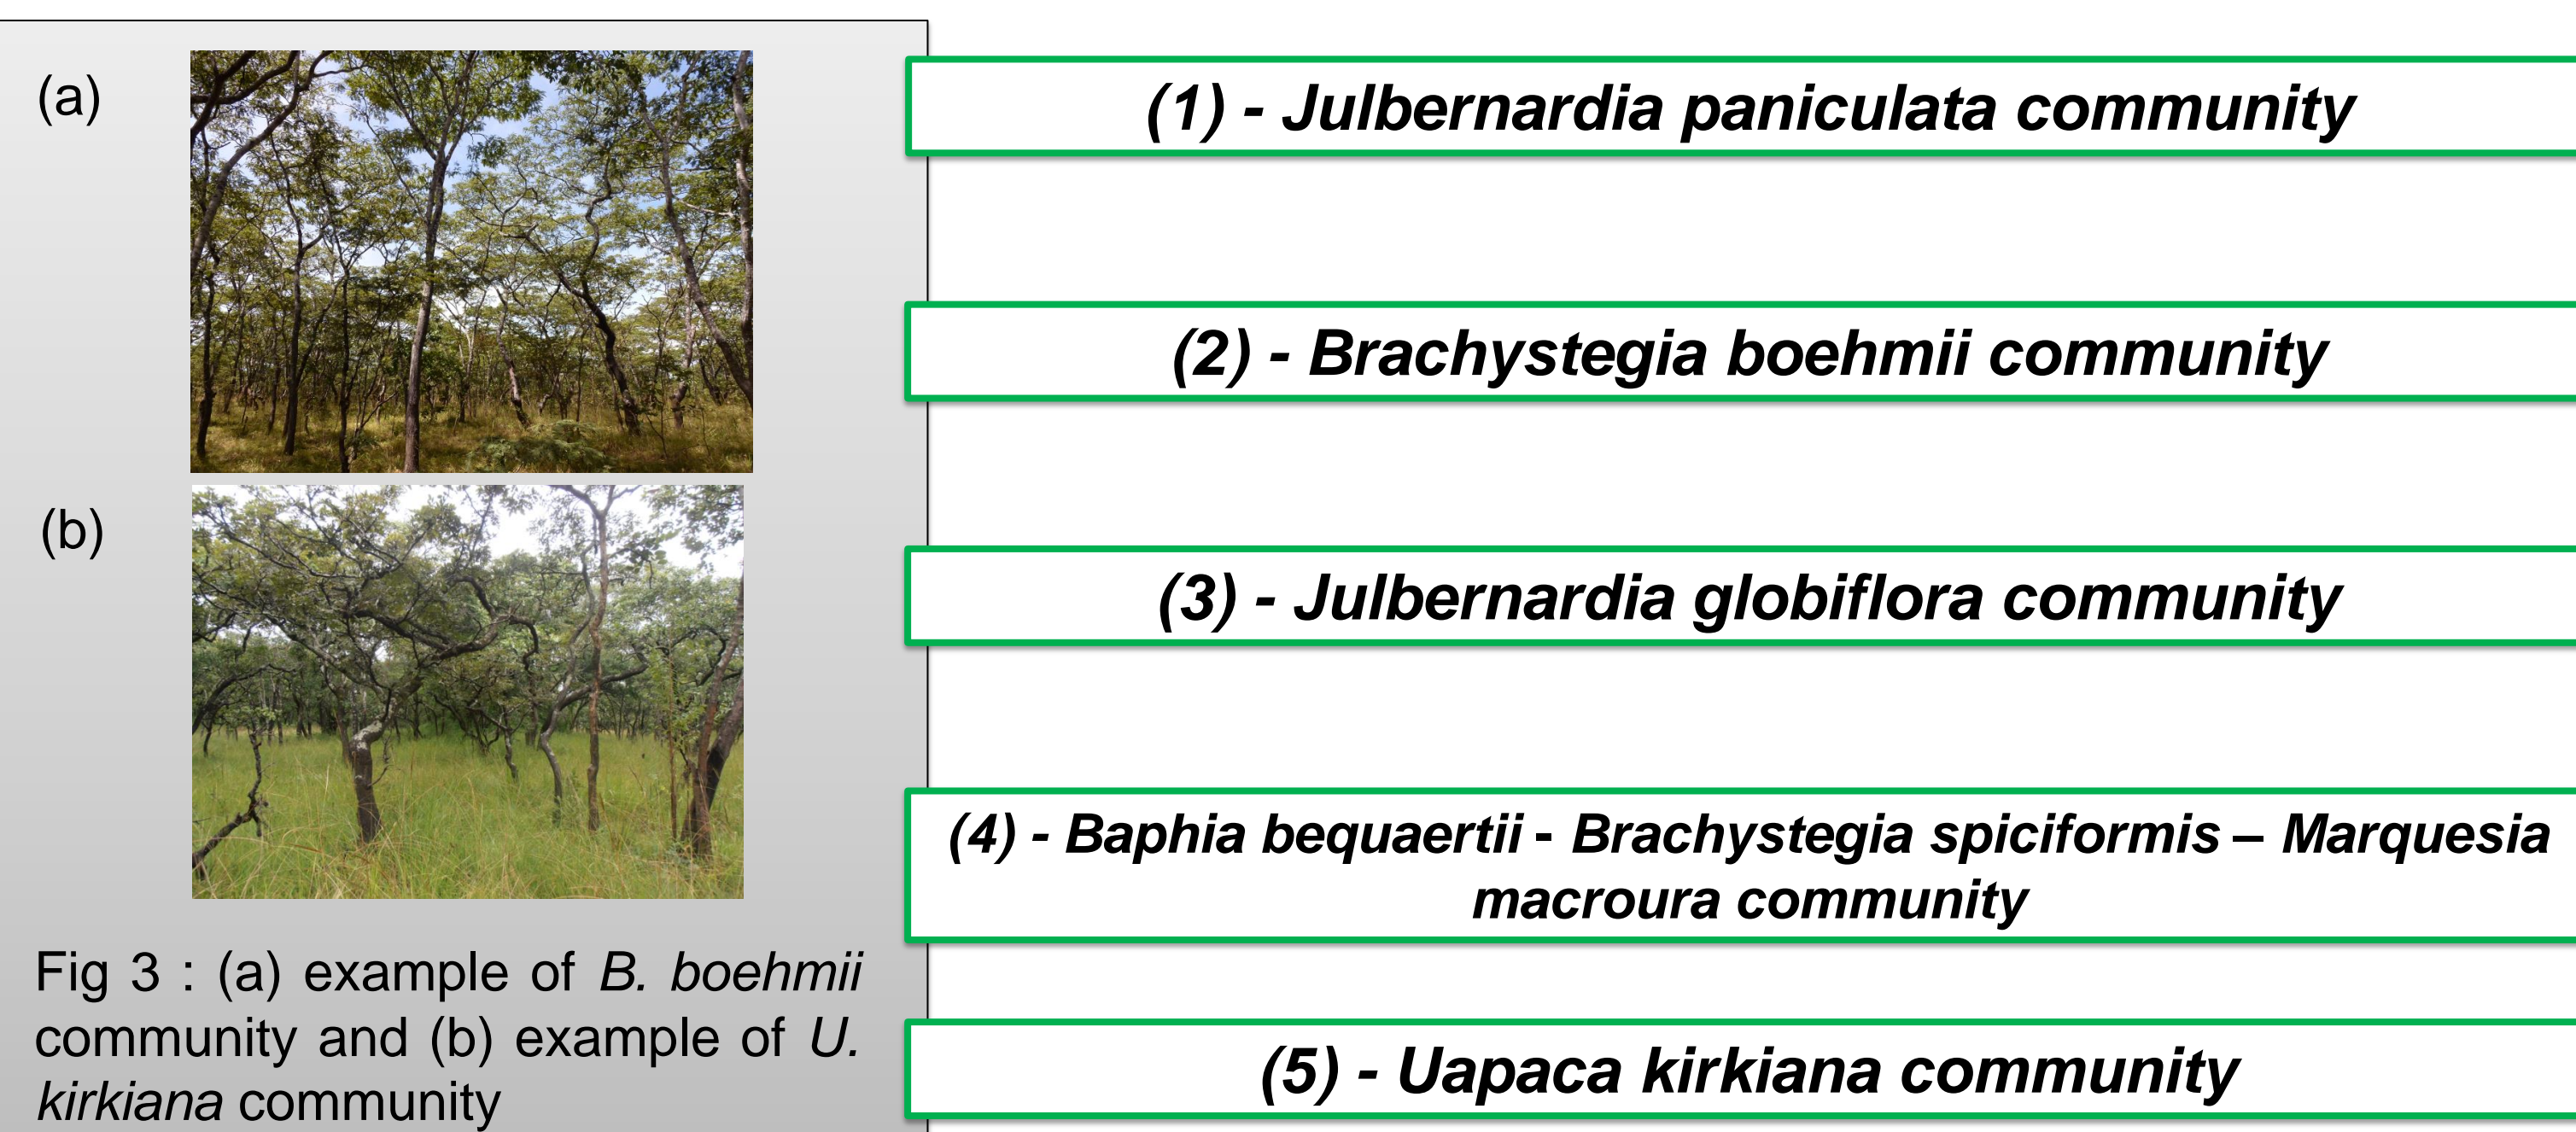 (a)
(b)
Fig 3 : (a) example of B. boehmii
community and (b) example of U.
kirkiana community
(1) - Julbernardia paniculata community
(2) - Brachystegia boehmii community
(3) - Julbernardia globiflora community
(4) - Baphia bequaertii - Brachystegia spiciformis – Marquesia
macroura community
(5) - Uapaca kirkiana community